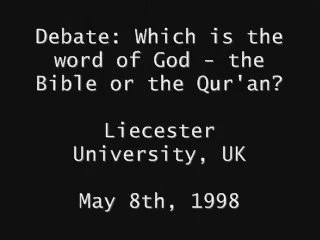 Debate: Which is the
word of God - the
Bible or the Qur'an?
Liecester
University, UK
May 8th, 1998